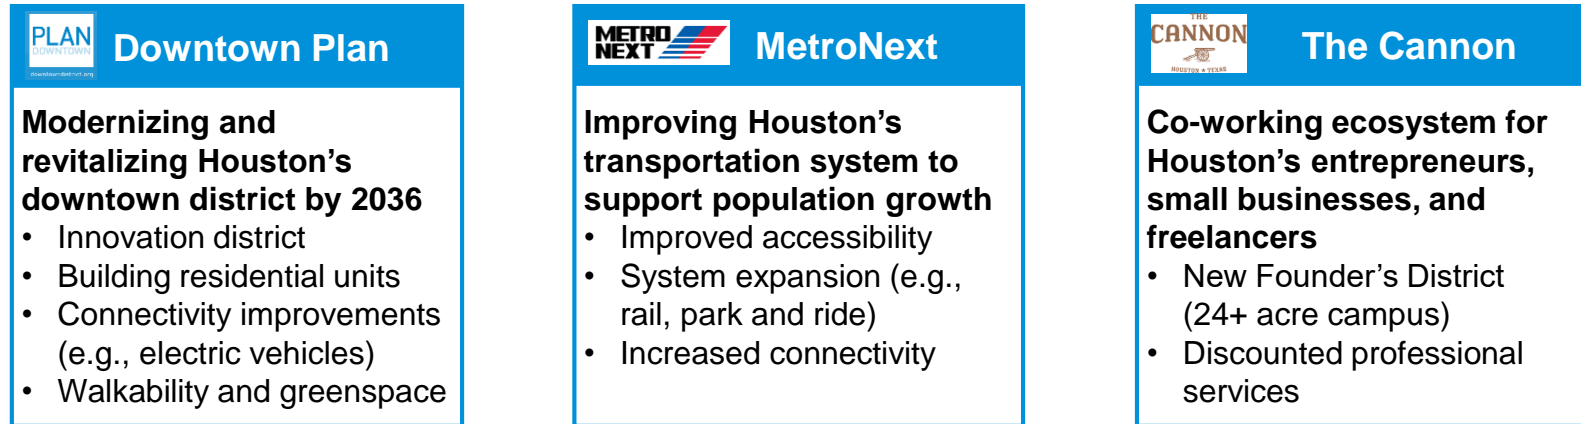 PLAN
DOWNTOWN
downtowndistrict.org
Downtown Plan
Modernizing and
revitalizing Houston’s
downtown district by 2036
• Innovation district
• Building residential units
• Connectivity improvements
(e.g., electric vehicles)
• Walkability and greenspace
METRO
NEXT
MetroNext
Improving Houston’s
transportation system to
support population growth
• Improved accessibility
• System expansion (e.g.,
rail, park and ride)
• Increased connectivity
THE
CANNON
HOUSTON ★ TEXAS
The Cannon
Co-working ecosystem for
Houston’s entrepreneurs,
small businesses, and
freelancers
• New Founder’s District
(24+ acre campus)
• Discounted professional
services